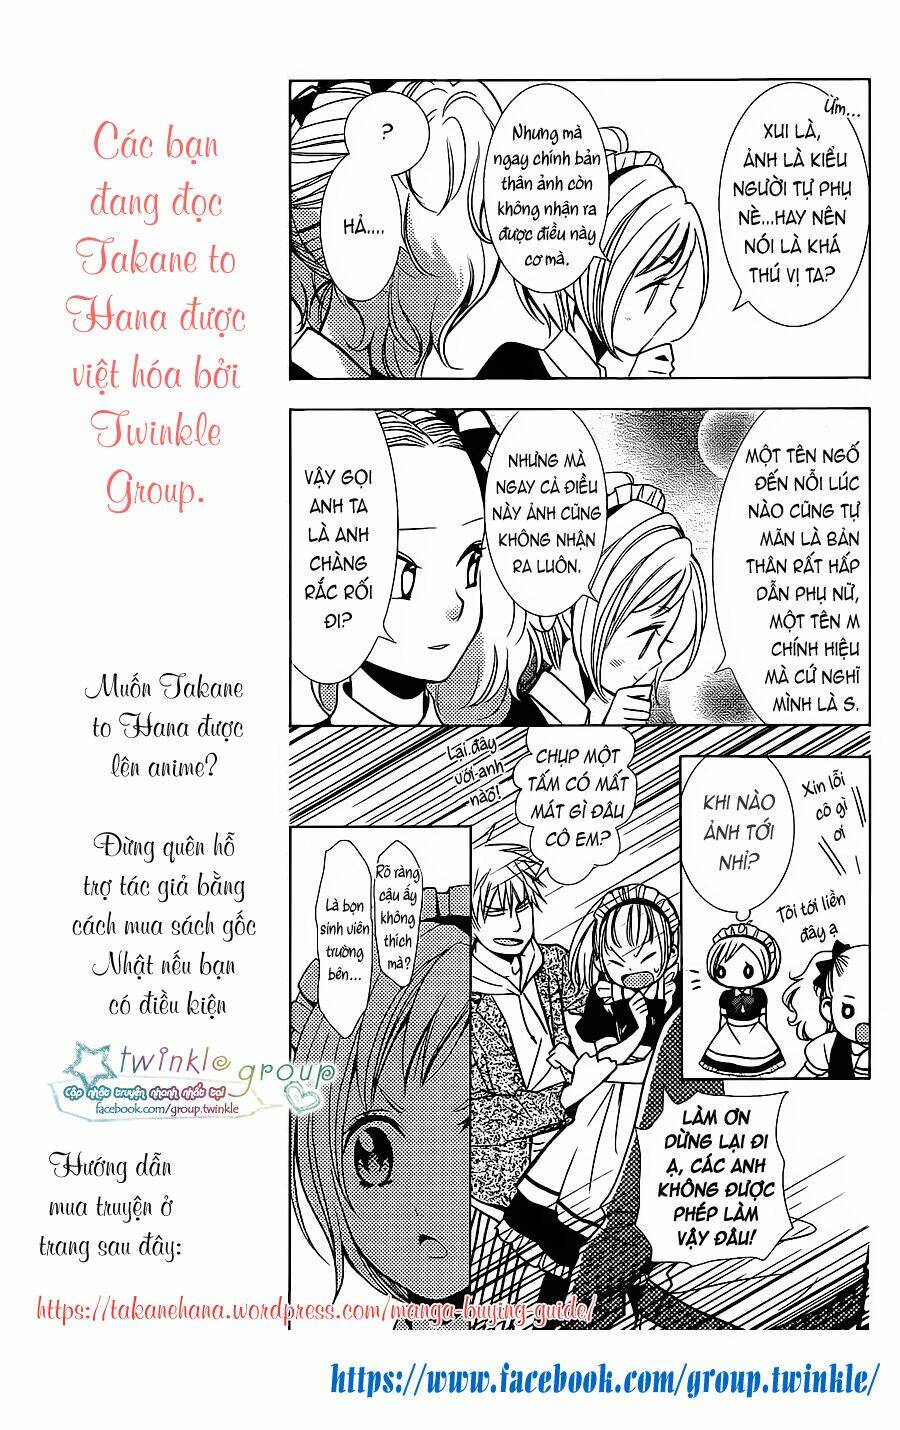 Ừm...
XUI LÀ,
ẢNH LÀ KIỂU
NGƯỜI TỰ PHỤ
NÈ...HAY NÊN
NÓI LÀ KHÁ
THÚ VỊ TA?
Nhưng mà
ngay chính bản
thân ảnh còn
không nhận ra
được điều này
cơ mà.
?
HẢ....
MỘT TÊN NGỐ
ĐẾN NỖI LÚC
NÀO CŨNG TỰ
MÃN LÀ BẢN
THÂN RẤT HẤP
DẪN PHỤ NỮ,
MỘT TÊN M
CHÍNH HIỆU
MÀ CỨ NGHĨ
MÌNH LÀ S.
NHƯNG MÀ
NGAY CẢ ĐIỀU
NÀY ẢNH CŨNG
KHÔNG NHẬN
RA LUÔN.
VẬY GỌI
ANH TA
LÀ ANH
CHÀNG
RẮC RỐI
ĐI?
Xin lỗi
cô gì
ơi
KHI NÀO
ẢNH TỚI
NHỈ?
Tôi tới liền
đây ạ
CHỤP MỘT
TẤM CÓ MẤT
MÁT GÌ ĐÂU
CÔ EM?
Lại đây
với anh
nào!
LÀM ƠN
DỪNG LẠI ĐI
Ạ, CÁC ANH
KHÔNG ĐƯỢC
PHÉP LÀM
VẬY ĐÂU!
Rõ ràng
cậu ấy
không
thích mà?
Là bọn
sinh viên
trường
bên...
Các bạn
đang đọc
Takane to
Hana được
việt hóa bởi
Twinkle
Group.
Muốn Takane
to Hana được
lên anime?
Đừng quên hỗ
trợ tác giả bằng
cách mua sách gốc
Nhật nếu bạn
có điều kiện
twinkle group
cập nhật truyện nhanh nhất tại
facebook.com/group.twinkle
Hướng dẫn
mua truyện ở
trang sau đây:
https://takanehana.wordpress.com/manga-buying-guide/
https://www.facebook.com/group.twinkle/